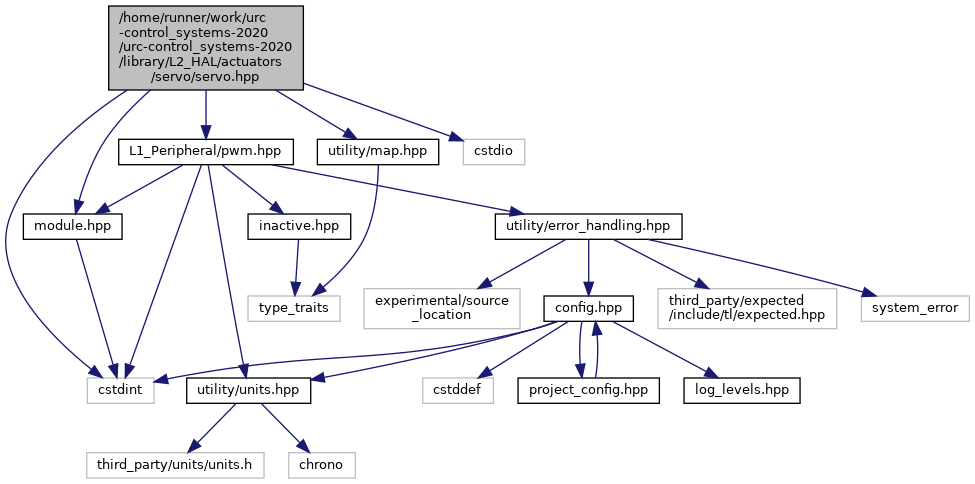 /home/runner/work/urc
-control_systems-2020
/urc-control_systems-2020
/library/L2_HAL/actuators
/servo/servo.hpp
L1_Peripheral/pwm.hpp
utility/map.hpp
cstdio
module.hpp
inactive.hpp
utility/error_handling.hpp
type_traits
experimental/source
_location
config.hpp
third_party/expected
/include/tl/expected.hpp
system_error
cstdint
utility/units.hpp
cstddef
project_config.hpp
log_levels.hpp
third_party/units/units.h
chrono